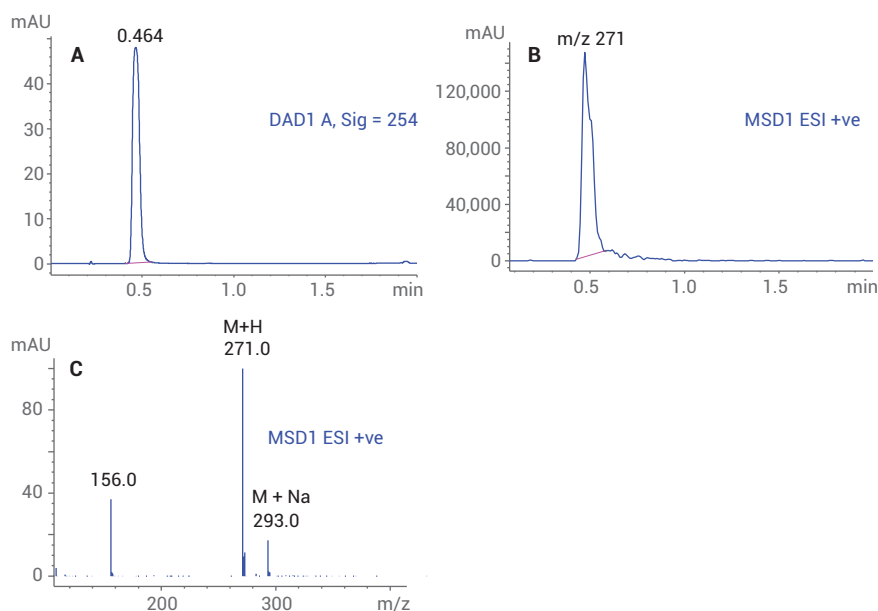 mAU
A
0.464
DAD1 A, Sig = 254
40
30
20
10
0
0.5
1.0
1.5
min
mAU
B
m/z 271
MSD1 ESI +ve
120,000
80,000
40,000
0
0.5
1.0
1.5
min
mAU
C
M+H
271.0
MSD1 ESI +ve
80
156.0
M + Na
293.0
40
0
200
300
m/z